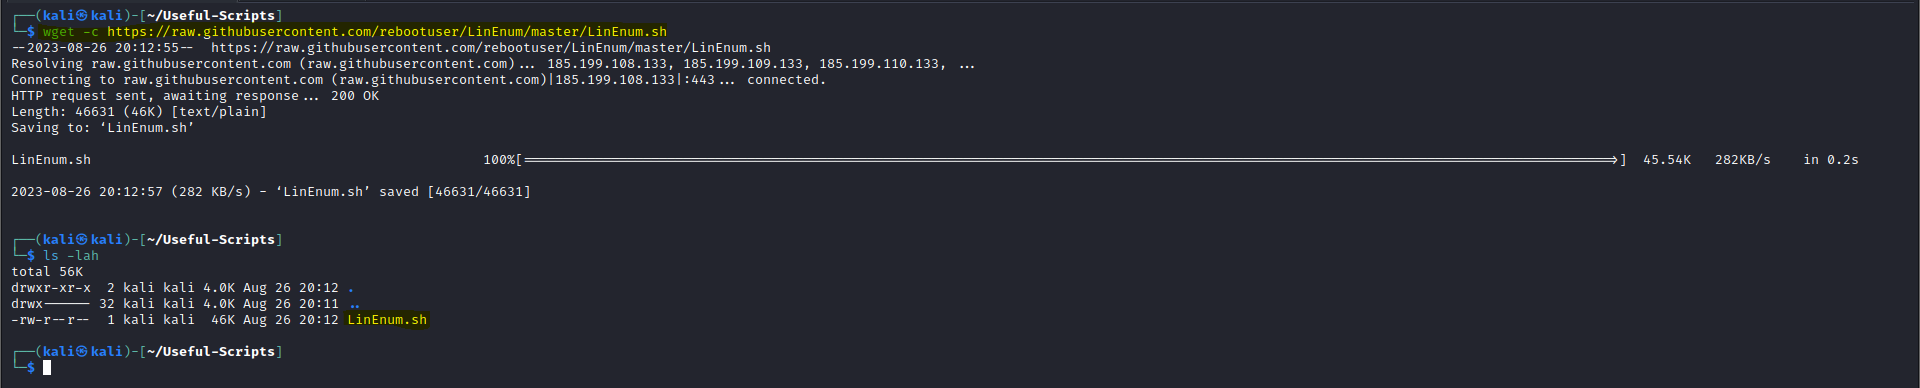 ┌──(kali㉿kali)-[~/Useful-Scripts]
└─$ wget -c https://raw.githubusercontent.com/rebootuser/LinEnum/master/LinEnum.sh
--2023-08-26 20:12:55--  https://raw.githubusercontent.com/rebootuser/LinEnum/master/LinEnum.sh
Resolving raw.githubusercontent.com (raw.githubusercontent.com)... 185.199.108.133, 185.199.109.133, 185.199.110.133, ...
Connecting to raw.githubusercontent.com (raw.githubusercontent.com)|185.199.108.133|:443... connected.
HTTP request sent, awaiting response... 200 OK
Length: 46631 (46K) [text/plain]
Saving to: ‘LinEnum.sh’
LinEnum.sh 100%[===================>] 45.54K 282KB/s in 0.2s
2023-08-26 20:12:57 (282 KB/s) - ‘LinEnum.sh’ saved [46631/46631]
┌──(kali㉿kali)-[~/Useful-Scripts]
└─$ ls -lah
total 56K
drwxr-xr-x  2 kali kali 4.0K Aug 26 20:12 .
drwx------ 32 kali kali 4.0K Aug 26 20:11 ..
-rw-r--r--  1 kali kali  46K Aug 26 20:12 LinEnum.sh
┌──(kali㉿kali)-[~/Useful-Scripts]
└─$